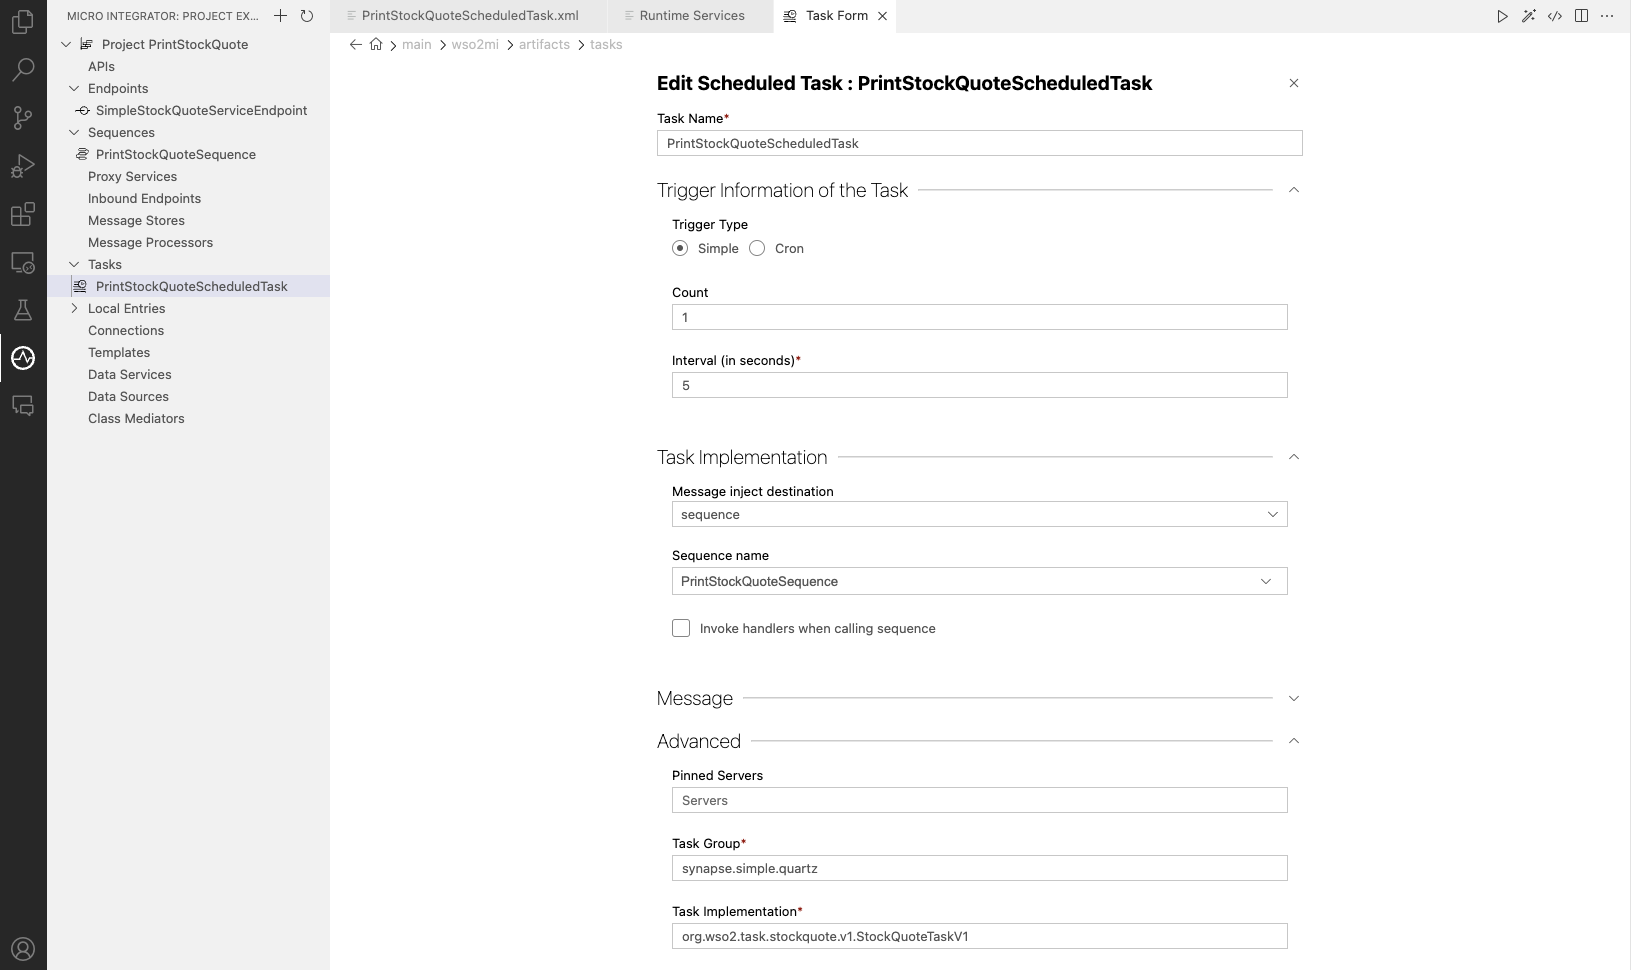 MICRO INTEGRATOR: PROJECT EX...
Project PrintStockQuote
APIs
Endpoints
SimpleStockQuoteServiceEndpoint
Sequences
PrintStockQuoteSequence
Proxy Services
Inbound Endpoints
Message Stores
Message Processors
Tasks
PrintStockQuoteScheduledTask
Local Entries
Connections
Templates
Data Services
Data Sources
Class Mediators
PrintStockQuoteScheduledTask.xml
Runtime Services
Task Form
main > wso2mi > artifacts > tasks
Edit Scheduled Task : PrintStockQuoteScheduledTask
Task Name*
PrintStockQuoteScheduledTask
Trigger Information of the Task
Trigger Type
Simple Cron
Count
1
Interval (in seconds)*
5
Task Implementation
Message inject destination
sequence
Sequence name
PrintStockQuoteSequence
Invoke handlers when calling sequence
Message
Advanced
Pinned Servers
Servers
Task Group*
synapse.simple.quartz
Task Implementation*
org.wso2.task.stockquote.v1.StockQuoteTaskV1